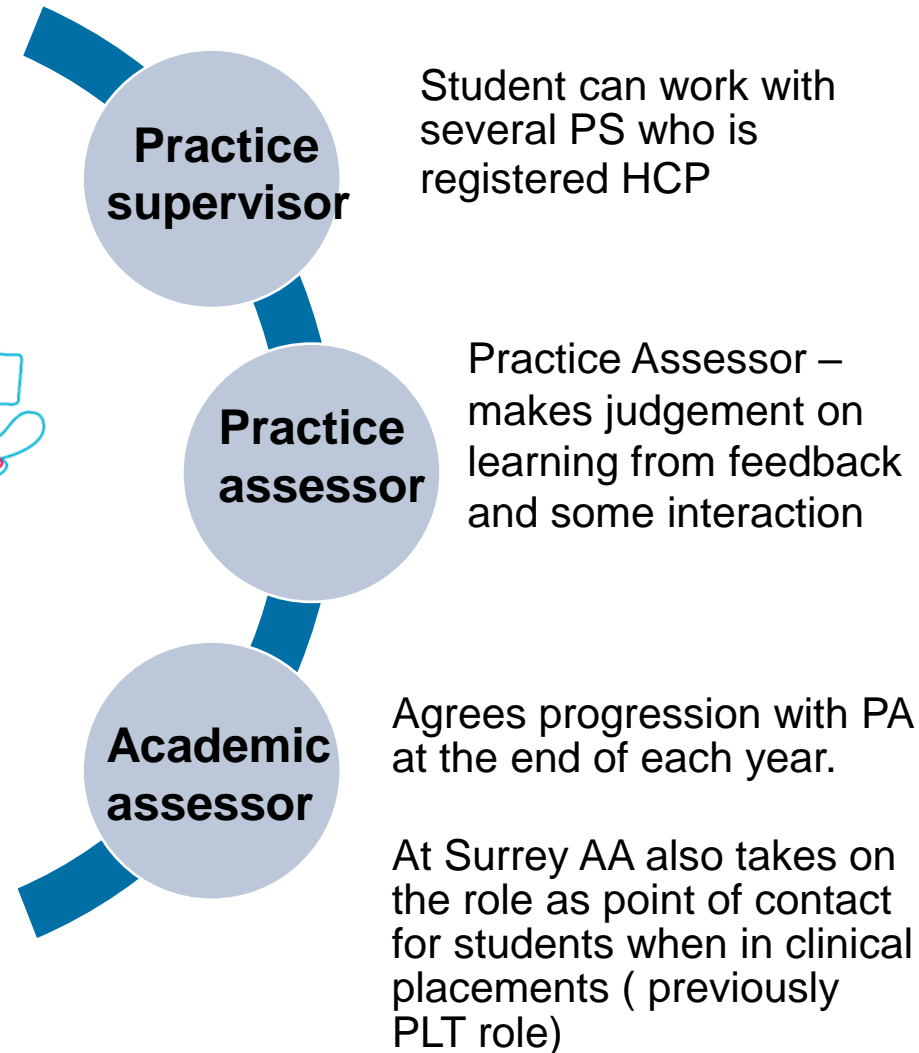 Practice
supervisor
Student can work with
several PS who is
registered HCP
Practice
assessor
Practice Assessor –
makes judgement on
learning from feedback
and some interaction
Academic
assessor
Agrees progression with PA
at the end of each year.
At Surrey AA also takes on
the role as point of contact
for students when in clinical
placements ( previously
PLT role)